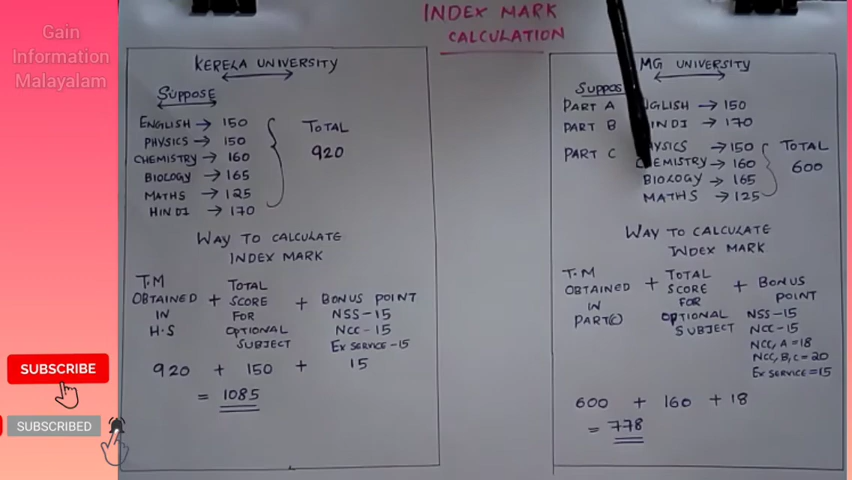 Gain
Information
Malayalam
INDEX MARK
CALCULATION
KERELA UNIVERSITY
SUPPOSE
ENGLISH → 150
PHYSICS → 150
CHEMISTRY → 160
BIOLOGY → 165
MATHS → 125
HINDI → 170
TOTAL
920
WAY TO CALCULATE
INDEX MARK
T.M
OBTAINED
IN
H.S
+
TOTAL
SCORE
FOR
OPTIONAL
SUBJECT
+
BONUS POINT
NSS-15
NCC-15
EX SERVICE-15
920 + 150 + 15
= 1085
MG UNIVERSITY
SUPPOS
PART A ENGLISH → 150
PART B HINDI → 170
PART C
YSICS → 150
CHEMISTRY → 160
BIOLOGY → 165
MATHS → 125
TOTAL
600
WAY TO CALCULATE
INDEX MARK
T.M
OBTAINED
IN
PART(C)
+
TOTAL
SCORE
FOR
OPTIONAL
SUBJECT
+
BONUS
POINT
NSS-15
NCC-15
NCC, A=18
NCC, B, C=20
EX SERVICE=15
600 + 160 + 18
= 778
SUBSCRIBE
SUBSCRIBED